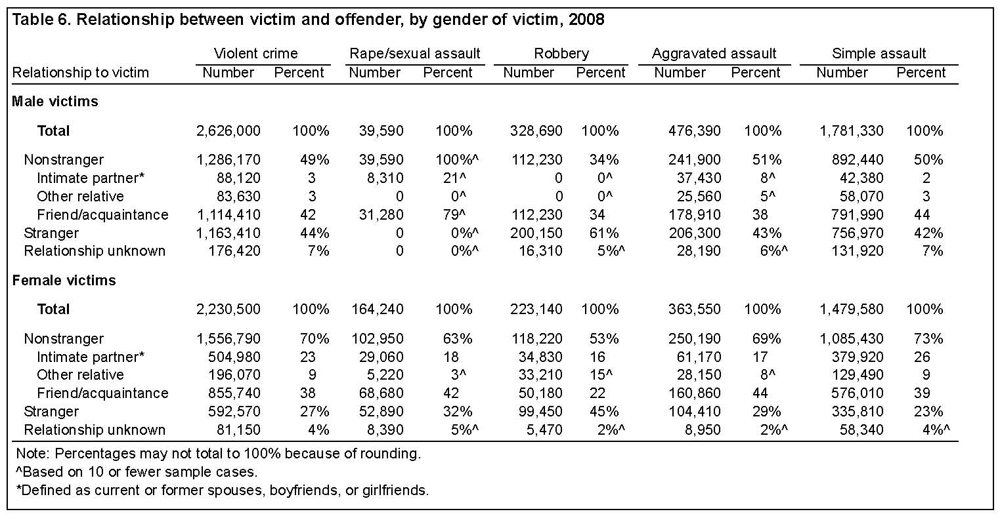 Table 6. Relationship between victim and offender, by gender of victim, 2008
Violent crime Rape/sexual assault Robbery Aggravated assault Simple assault
Relationship to victim Number Percent Number Percent Number Percent Number Percent Number Percent
Male victims
Total 2,626,000 100% 39,590 100% 328,690 100% 476,390 100% 1,781,330 100%
Nonstranger 1,286,170 49% 39,590 100%^ 112,230 34% 241,900 51% 892,440 50%
Intimate partner* 88,120 3 8,310 21^ 0 0^ 37,430 8^ 42,380 2
Other relative 83,630 3 0 0^ 0 0^ 25,560 5^ 58,070 3
Friend/acquaintance 1,114,410 42 31,280 79^ 112,230 34 178,910 38 791,990 44
Stranger 1,163,410 44% 0 0%^ 200,150 61% 206,300 43% 756,970 42%
Relationship unknown 176,420 7% 0 0%^ 16,310 5%^ 28,190 6%^ 131,920 7%
Female victims
Total 2,230,500 100% 164,240 100% 223,140 100% 363,550 100% 1,479,580 100%
Nonstranger 1,556,790 70% 102,950 63% 118,220 53% 250,190 69% 1,085,430 73%
Intimate partner* 504,980 23 29,060 18 34,830 16 61,170 17 379,920 26
Other relative 196,070 9 5,220 3^ 33,210 15^ 28,150 8^ 129,490 9
Friend/acquaintance 855,740 38 68,680 42 50,180 22 160,860 44 576,010 39
Stranger 592,570 27% 52,890 32% 99,450 45% 104,410 29% 335,810 23%
Relationship unknown 81,150 4% 8,390 5%^ 5,470 2%^ 8,950 2%^ 58,340 4%^
Note: Percentages may not total to 100% because of rounding.
^Based on 10 or fewer sample cases.
*Defined as current or former spouses, boyfriends, or girlfriends.